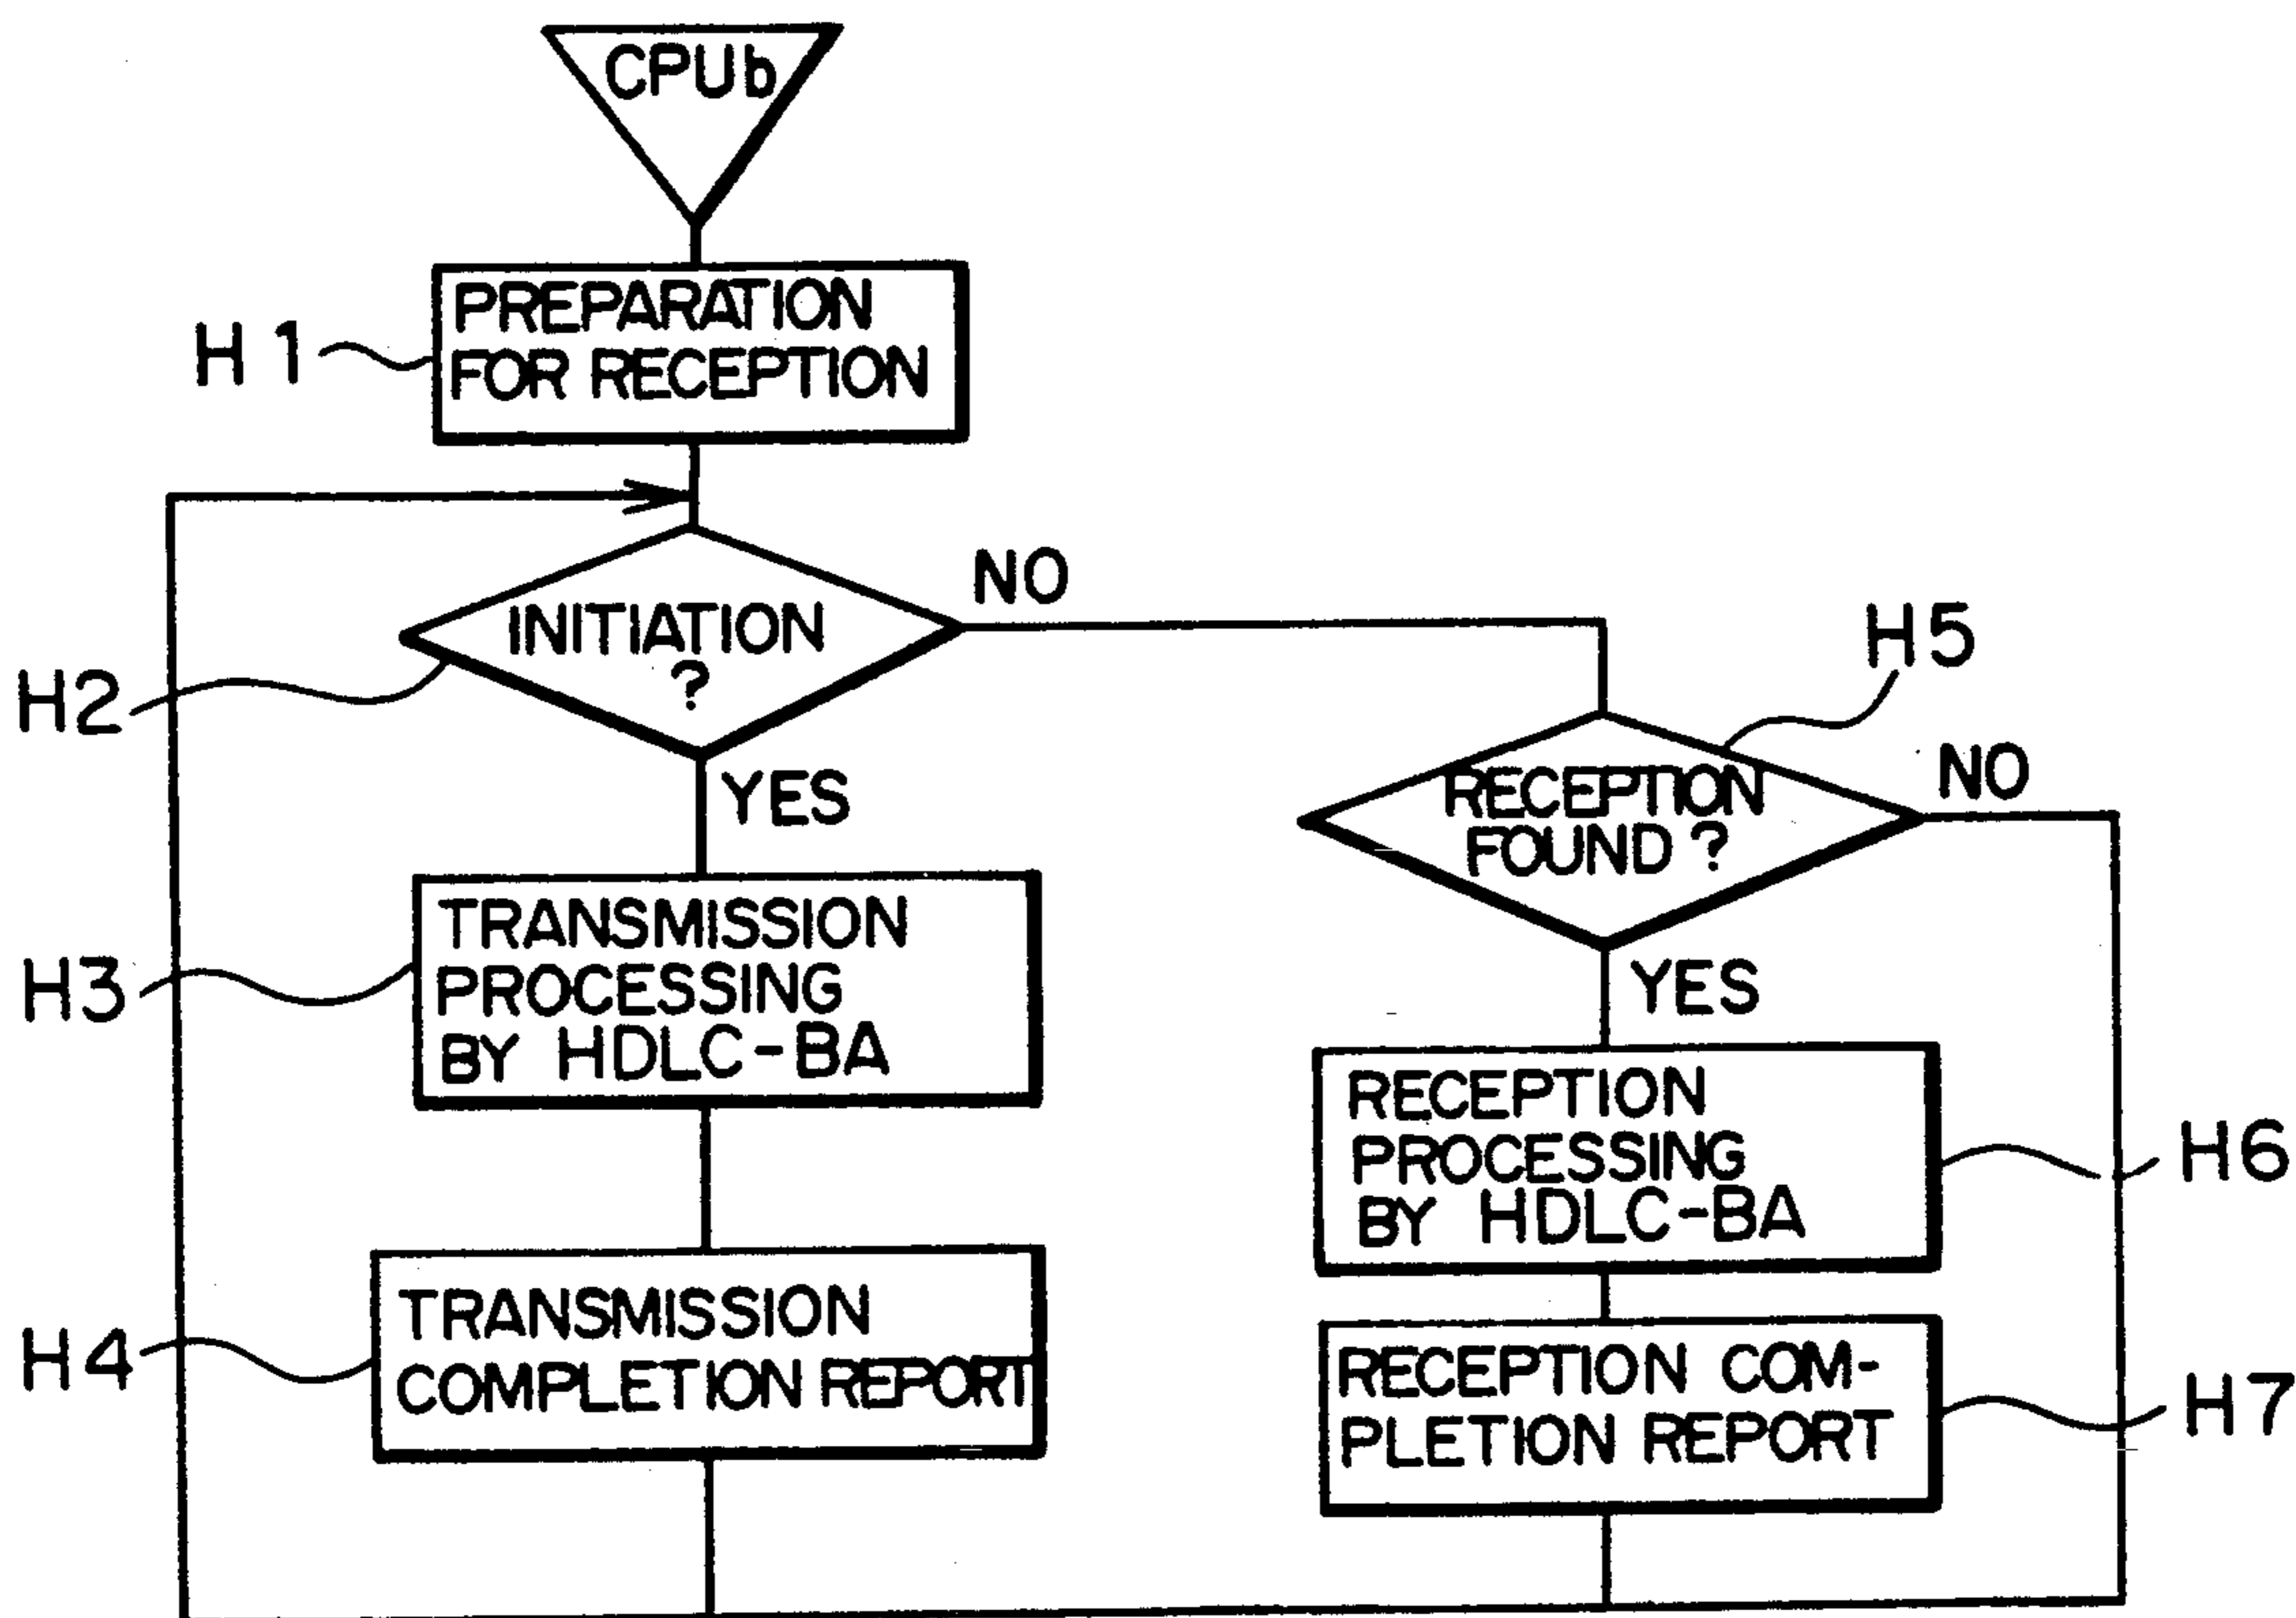 CPUb
H1
PREPARATION
FOR RECEPTION
H2
INITIATION
?
NO
YES
H3
TRANSMISSION
PROCESSING
BY HDLC-BA
H4
TRANSMISSION
COMPLETION REPORT
H5
RECEPTION
FOUND ?
NO
YES
H6
RECEPTION
PROCESSING
BY HDLC-BA
H7
RECEPTION COM-
PLETION REPORT